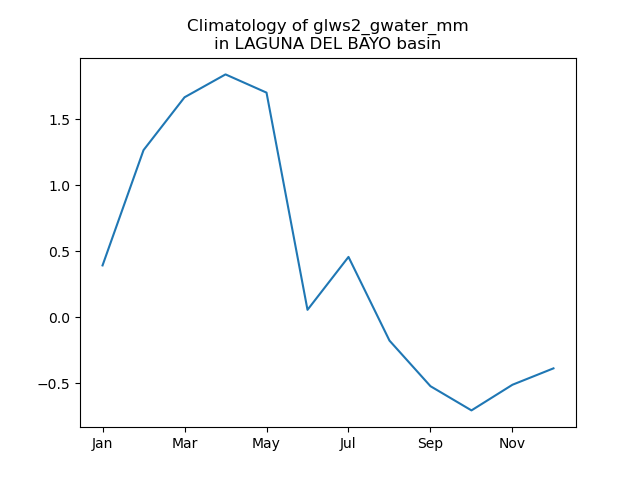 Climatology of glws2_gwater_mm
in LAGUNA DEL BAYO basin
1.5
1.0
0.5
0.0
−0.5
Jan Mar May Jul Sep Nov